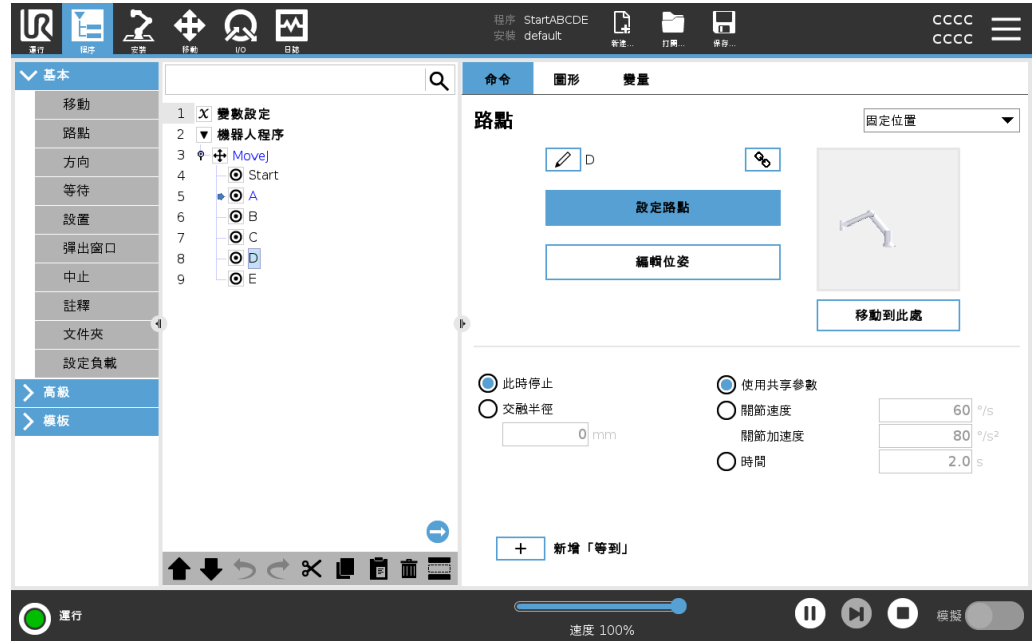 UR
運行
程序
安裝
移動
I/O
日誌
程序 StartABCDE
安裝 default
新建...
打開...
保存...
cccc
cccc
基本
移動
路點
方向
等待
設置
彈出窗口
中止
註釋
文件夾
設定負載
高級
模板
1 X 變數設定
2 ▼ 機器人程序
3 MoveJ
4 Start
5 A
6 B
7 C
8 D
9 E
命令
圖形
變量
路點
固定位置
D
設定路點
編輯位姿
移動到此處
此時停止
交融半徑
0 mm
使用共享參數
關節速度 60 °/s
關節加速度 80 °/s²
時間 2.0 s
+ 新增「等到」
運行
速度 100%
模擬